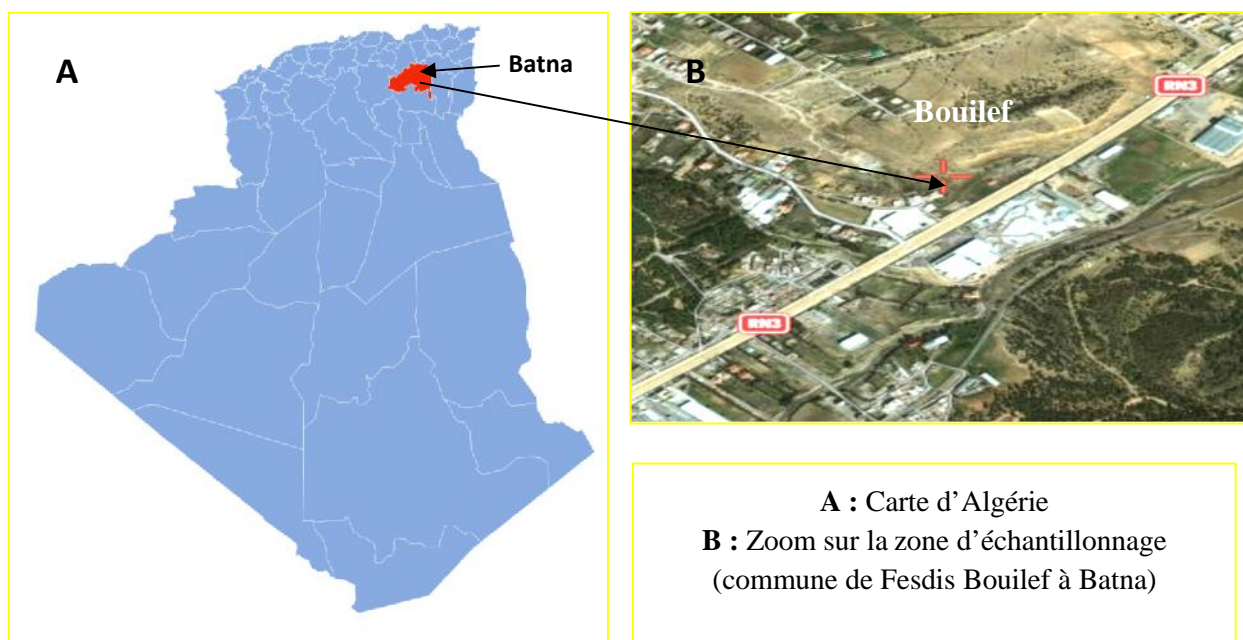 A
Batna
B
RN3
Bouilef
RN3
A : Carte d'Algérie
B : Zoom sur la zone d'échantillonnage
(commune de Fesdis Bouilef à Batna)